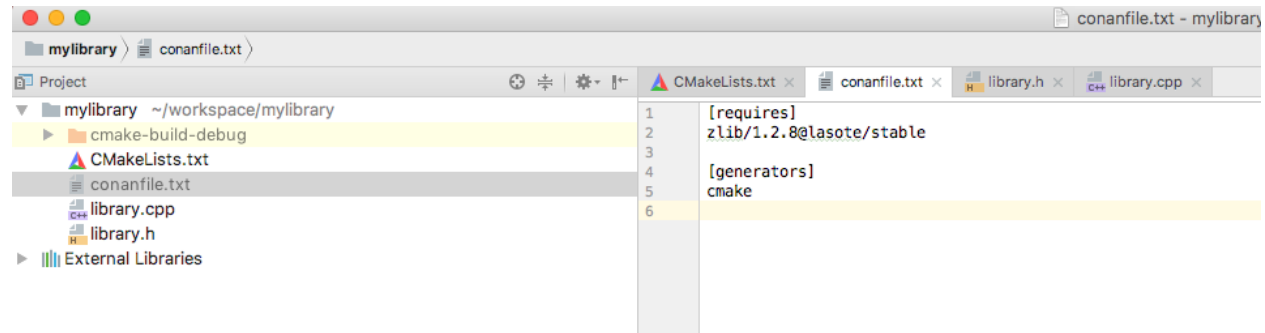 conanfile.txt - mylibrary
mylibrary conanfile.txt
Project
CMakeLists.txt conanfile.txt library.h library.cpp
mylibrary ~/workspace/mylibrary
cmake-build-debug
CMakeLists.txt
conanfile.txt
library.cpp
library.h
External Libraries
1 [requires]
2 zlib/1.2.8@lasote/stable
3
4 [generators]
5 cmake
6